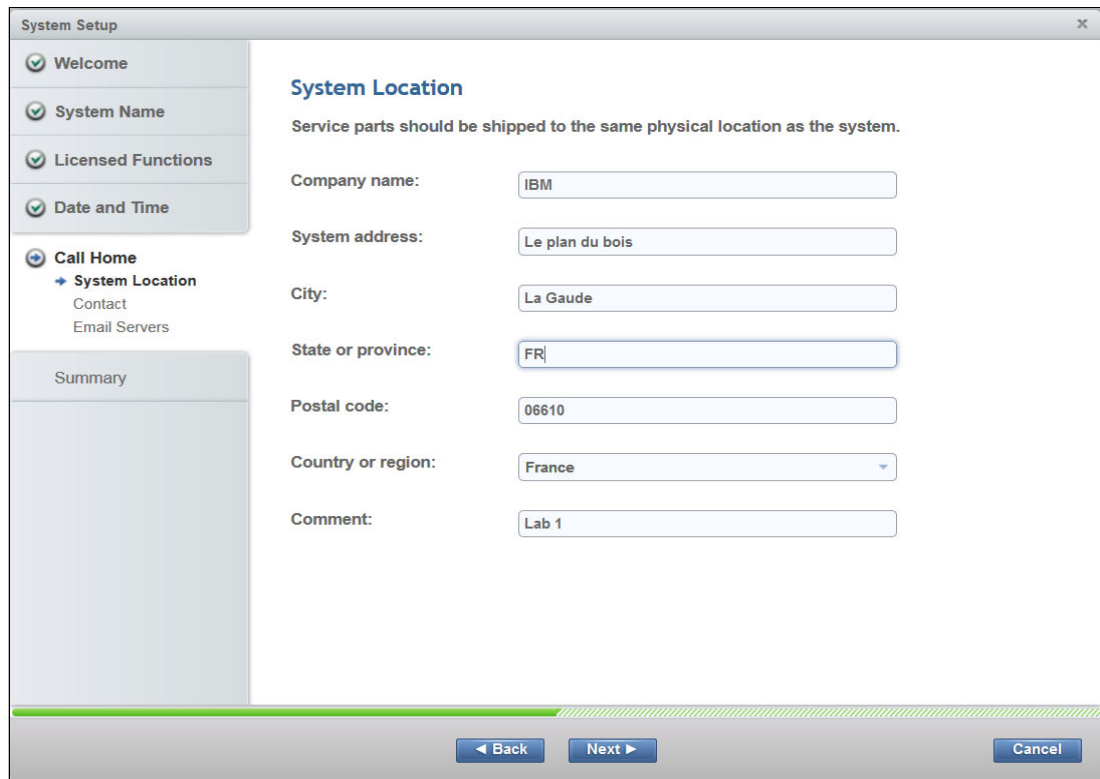 System Setup
x
Welcome
System Name
Licensed Functions
Date and Time
Call Home
System Location
Contact
Email Servers
Summary
System Location
Service parts should be shipped to the same physical location as the system.
Company name: IBM
System address: Le plan du bois
City: La Gaude
State or province: FR
Postal code: 06610
Country or region: France
Comment: Lab 1
Back Next Cancel